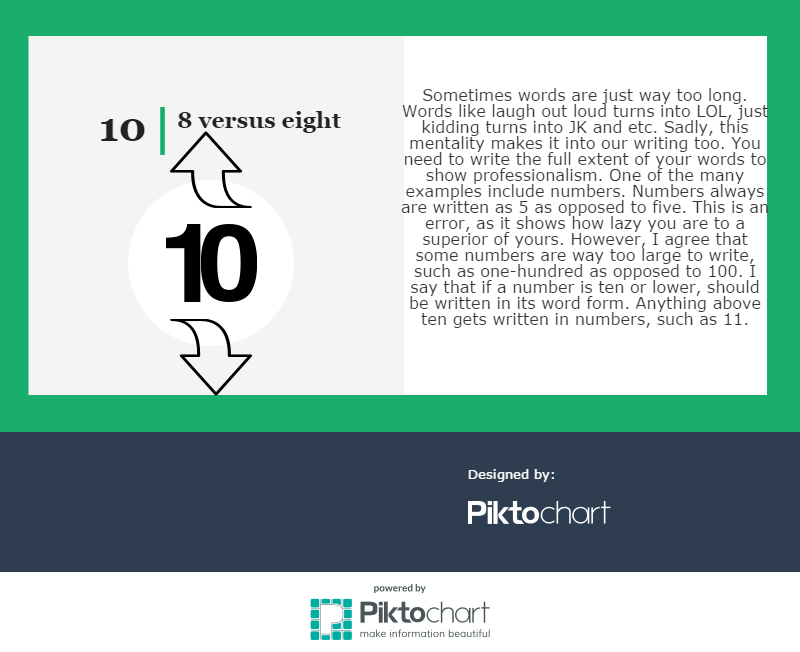 10
8 versus eight
10
Sometimes words are just way too long.
Words like laugh out loud turns into LOL, just
kidding turns into JK and etc. Sadly, this
mentality makes it into our writing too. You
need to write the full extent of your words to
show professionalism. One of the many
examples include numbers. Numbers always
are written as 5 as opposed to five. This is an
error, as it shows how lazy you are to a
superior of yours. However, I agree that
some numbers are way too large to write,
such as one-hundred as opposed to 100. I
say that if a number is ten or lower, should
be written in its word form. Anything above
ten gets written in numbers, such as 11.
Designed by:
Piktochart
powered by
Piktochart
make information beautiful